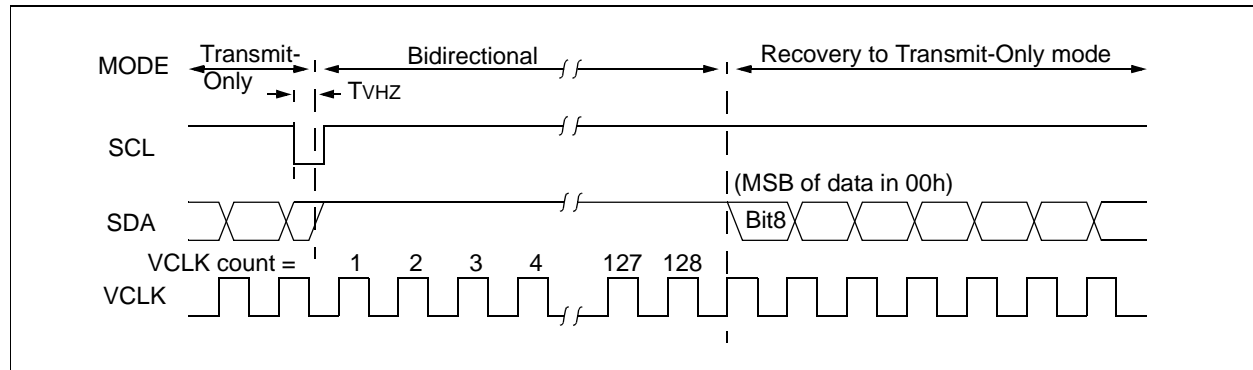 MODE
Transmit-
Only
Bidirectional
Recovery to Transmit-Only mode
TVHZ
SCL
(MSB of data in 00h)
SDA
Bit8
VCLK count = 1 2 3 4 127 128
VCLK